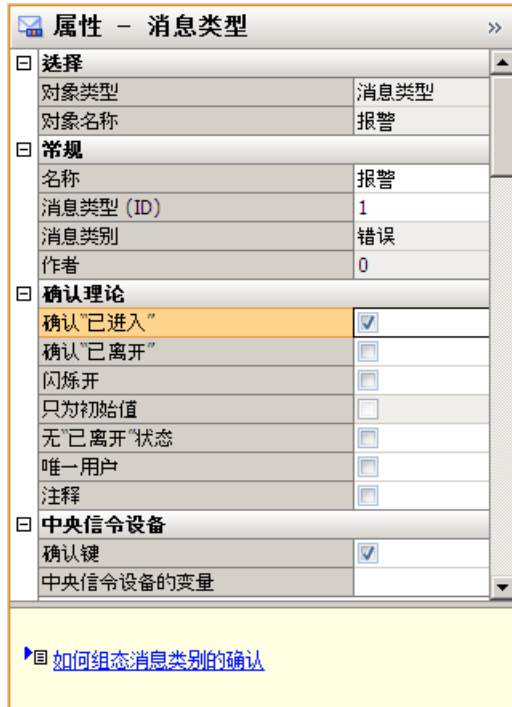 属性 - 消息类型 »
选择
对象类型 消息类型
对象名称 报警
常规
名称 报警
消息类型 (ID) 1
消息类别 错误
作者 0
确认理论
确认"已进入"
确认"已离开"
闪烁开
只为初始值
无"已离开"状态
唯一用户
注释
中央信令设备
确认键
中央信令设备的变量
如何组态消息类别的确认